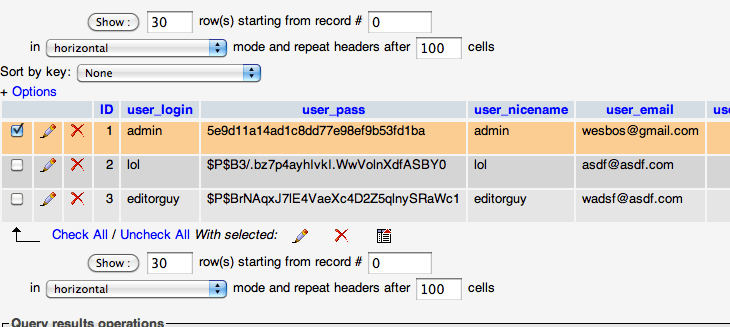 Show : 30 row(s) starting from record # 0
in horizontal mode and repeat headers after 100 cells
Sort by key: None
+ Options
ID user_login user_pass user_nicename user_email use
1 admin 5e9d11a14ad1c8dd77e98ef9b53fd1ba admin wesbos@gmail.com
2 lol $P$B3/.bz7p4ayhIvkI.WwVolnXdfASBY0 lol asdf@asdf.com
3 editorguy $P$BrNAqxJ7lE4VaeXc4D2Z5qlnySRaWc1 editorguy wadsf@asdf.com
Check All / Uncheck All With selected:
Show : 30 row(s) starting from record # 0
in horizontal mode and repeat headers after 100 cells
Query results operations